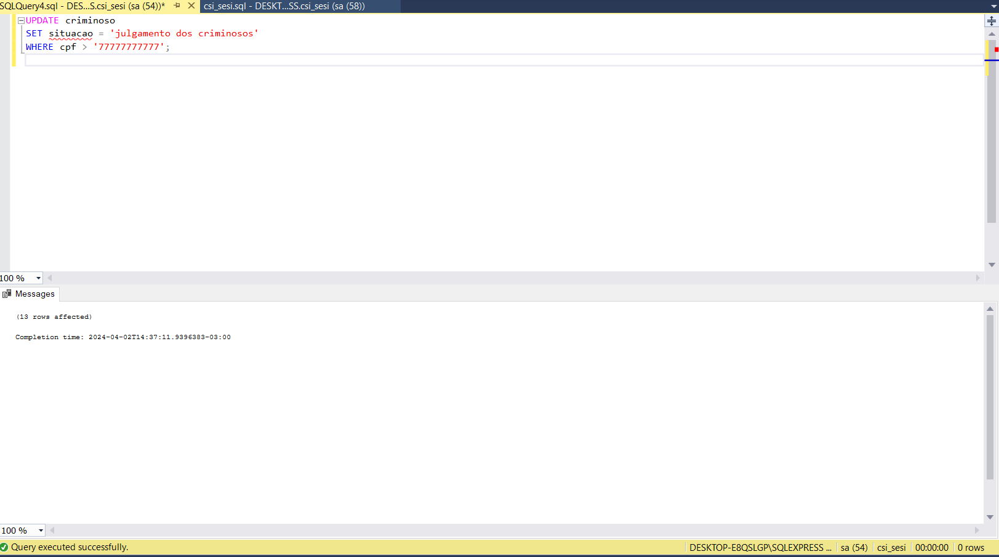 SQLQuery4.sql - DES...S.csi_sesi (sa (54))*
csi_sesi.sql - DESKT...SS.csi_sesi (sa (58))
UPDATE criminoso
SET situacao = 'julgamento dos criminosos'
WHERE cpf > '77777777777';
100 %
Messages
(13 rows affected)
Completion time: 2024-04-02T14:37:11.9396383-03:00
100 %
Query executed successfully.
DESKTOP-E8QSLGP\SQLEXPRESS ...
sa (54)
csi_sesi
00:00:00
0 rows